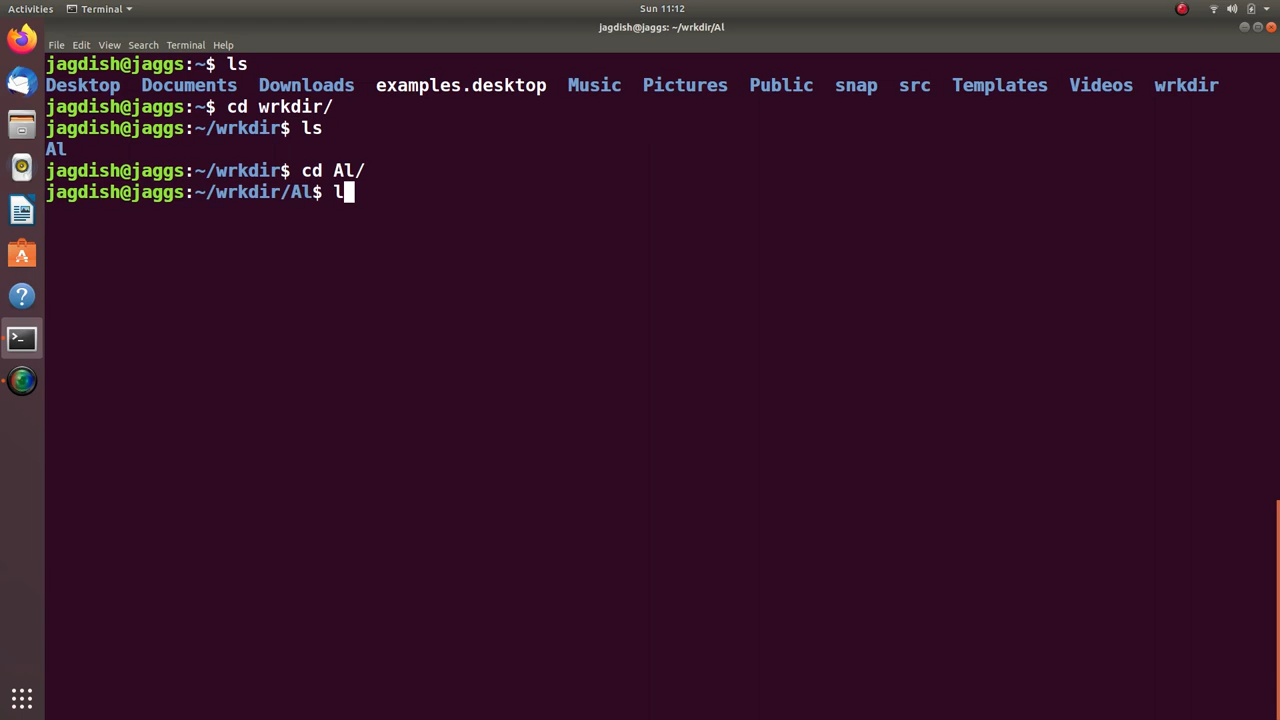 Activities Terminal Sun 11:12
jagdish@jaggs: ~/wrkdir/Al
File Edit View Search Terminal Help
jagdish@jaggs:~$ ls
Desktop Documents Downloads examples.desktop Music Pictures Public snap src Templates Videos wrkdir
jagdish@jaggs:~$ cd wrkdir/
jagdish@jaggs:~/wrkdir$ ls
Al
jagdish@jaggs:~/wrkdir$ cd Al/
jagdish@jaggs:~/wrkdir/Al$ l